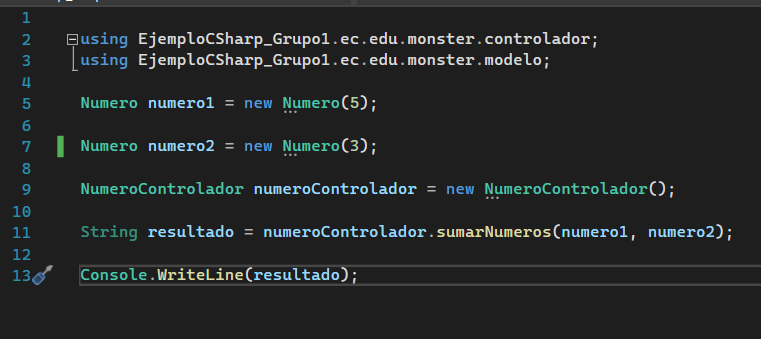 1
2 using EjemploCSharp_Grupo1.ec.edu.monster.controlador;
3 using EjemploCSharp_Grupo1.ec.edu.monster.modelo;
4
5 Numero numero1 = new Numero(5);
6
7 Numero numero2 = new Numero(3);
8
9 NumeroControlador numeroControlador = new NumeroControlador();
10
11 String resultado = numeroControlador.sumarNumeros(numero1, numero2);
12
13 Console.WriteLine(resultado);